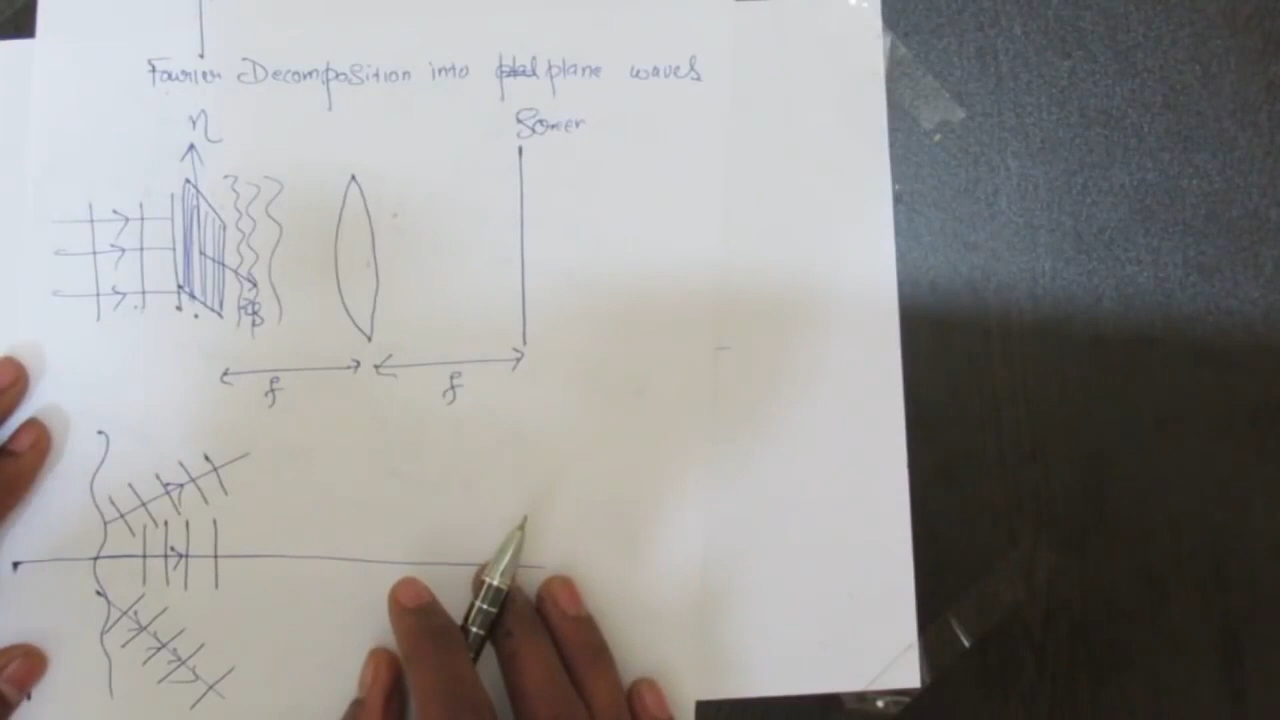 Fourier Decomposition into plane waves
η
Screen
ξ
f
f